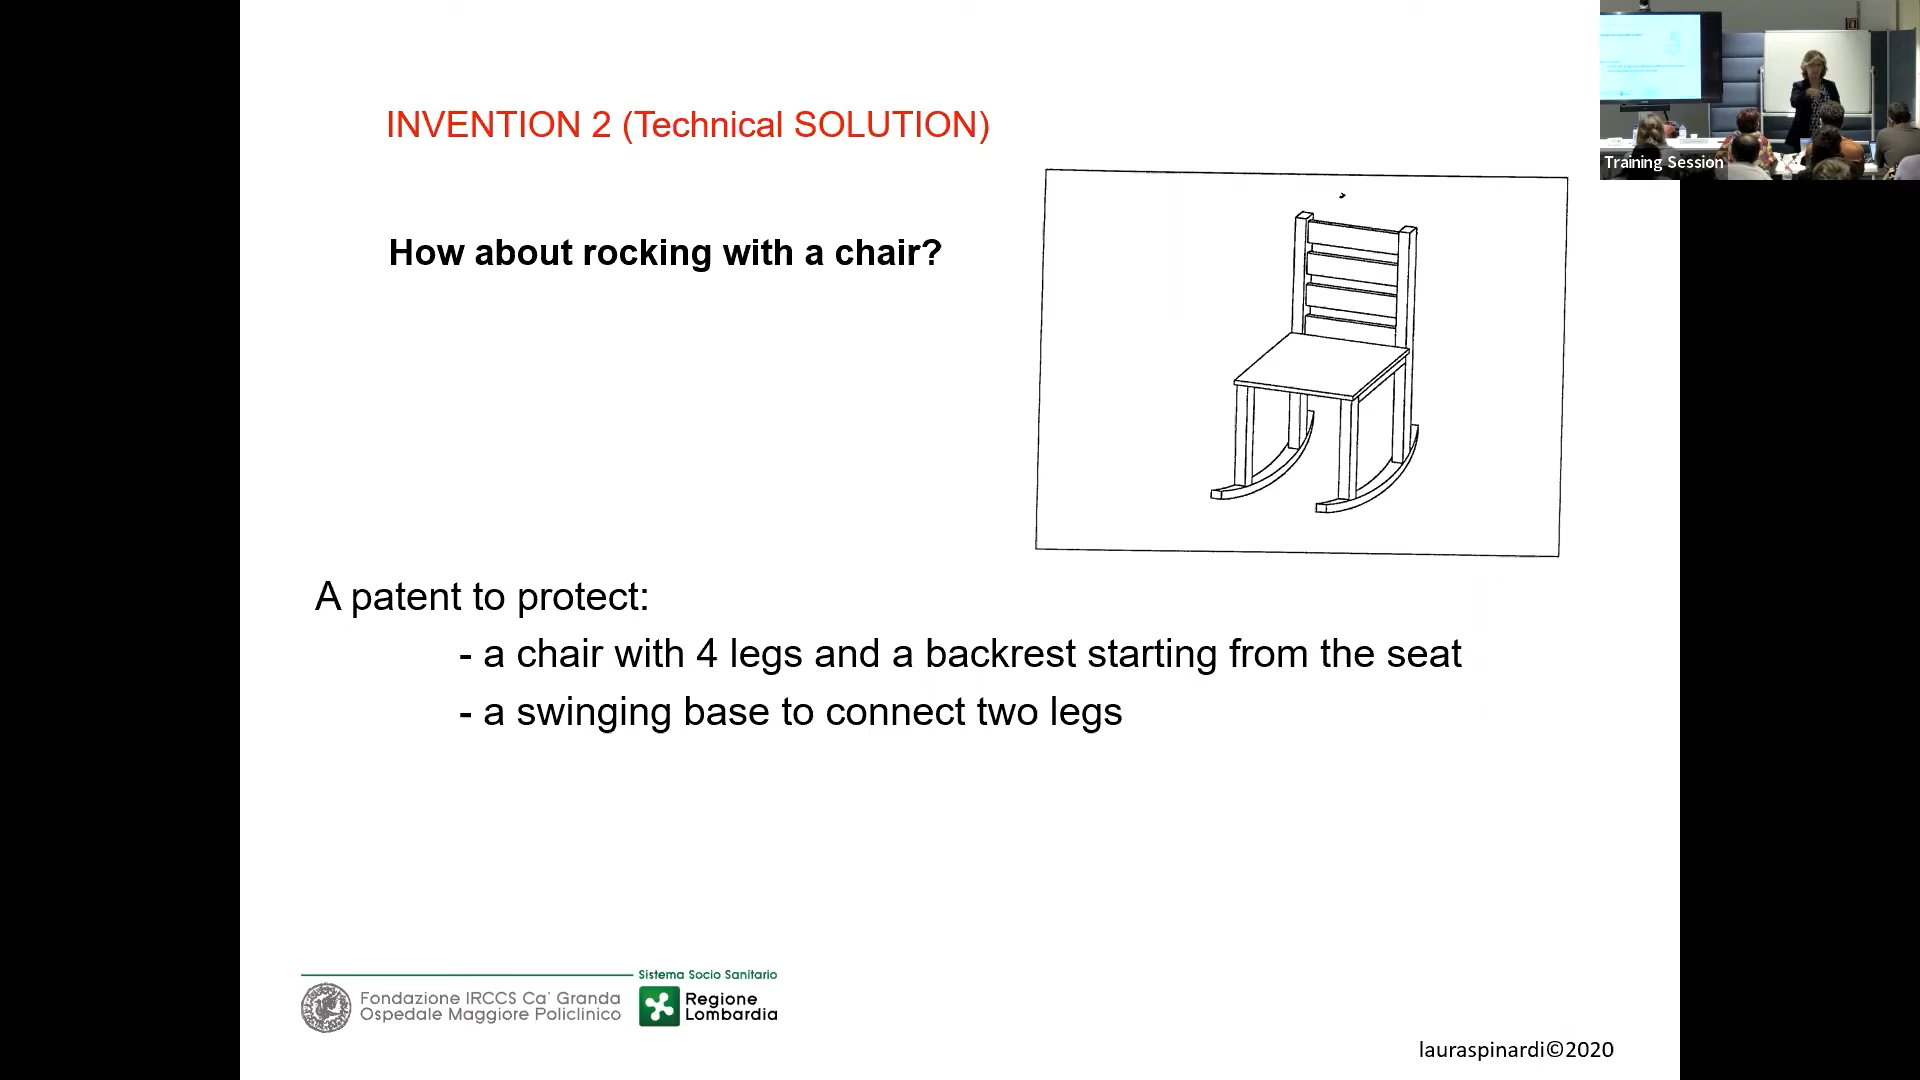 INVENTION 2 (Technical SOLUTION)
Training Session
How about rocking with a chair?
A patent to protect:
- a chair with 4 legs and a backrest starting from the seat
- a swinging base to connect two legs
Sistema Socio Sanitario
Fondazione IRCCS Ca' Granda
Ospedale Maggiore Policlinico
Regione
Lombardia
lauraspinardi©2020